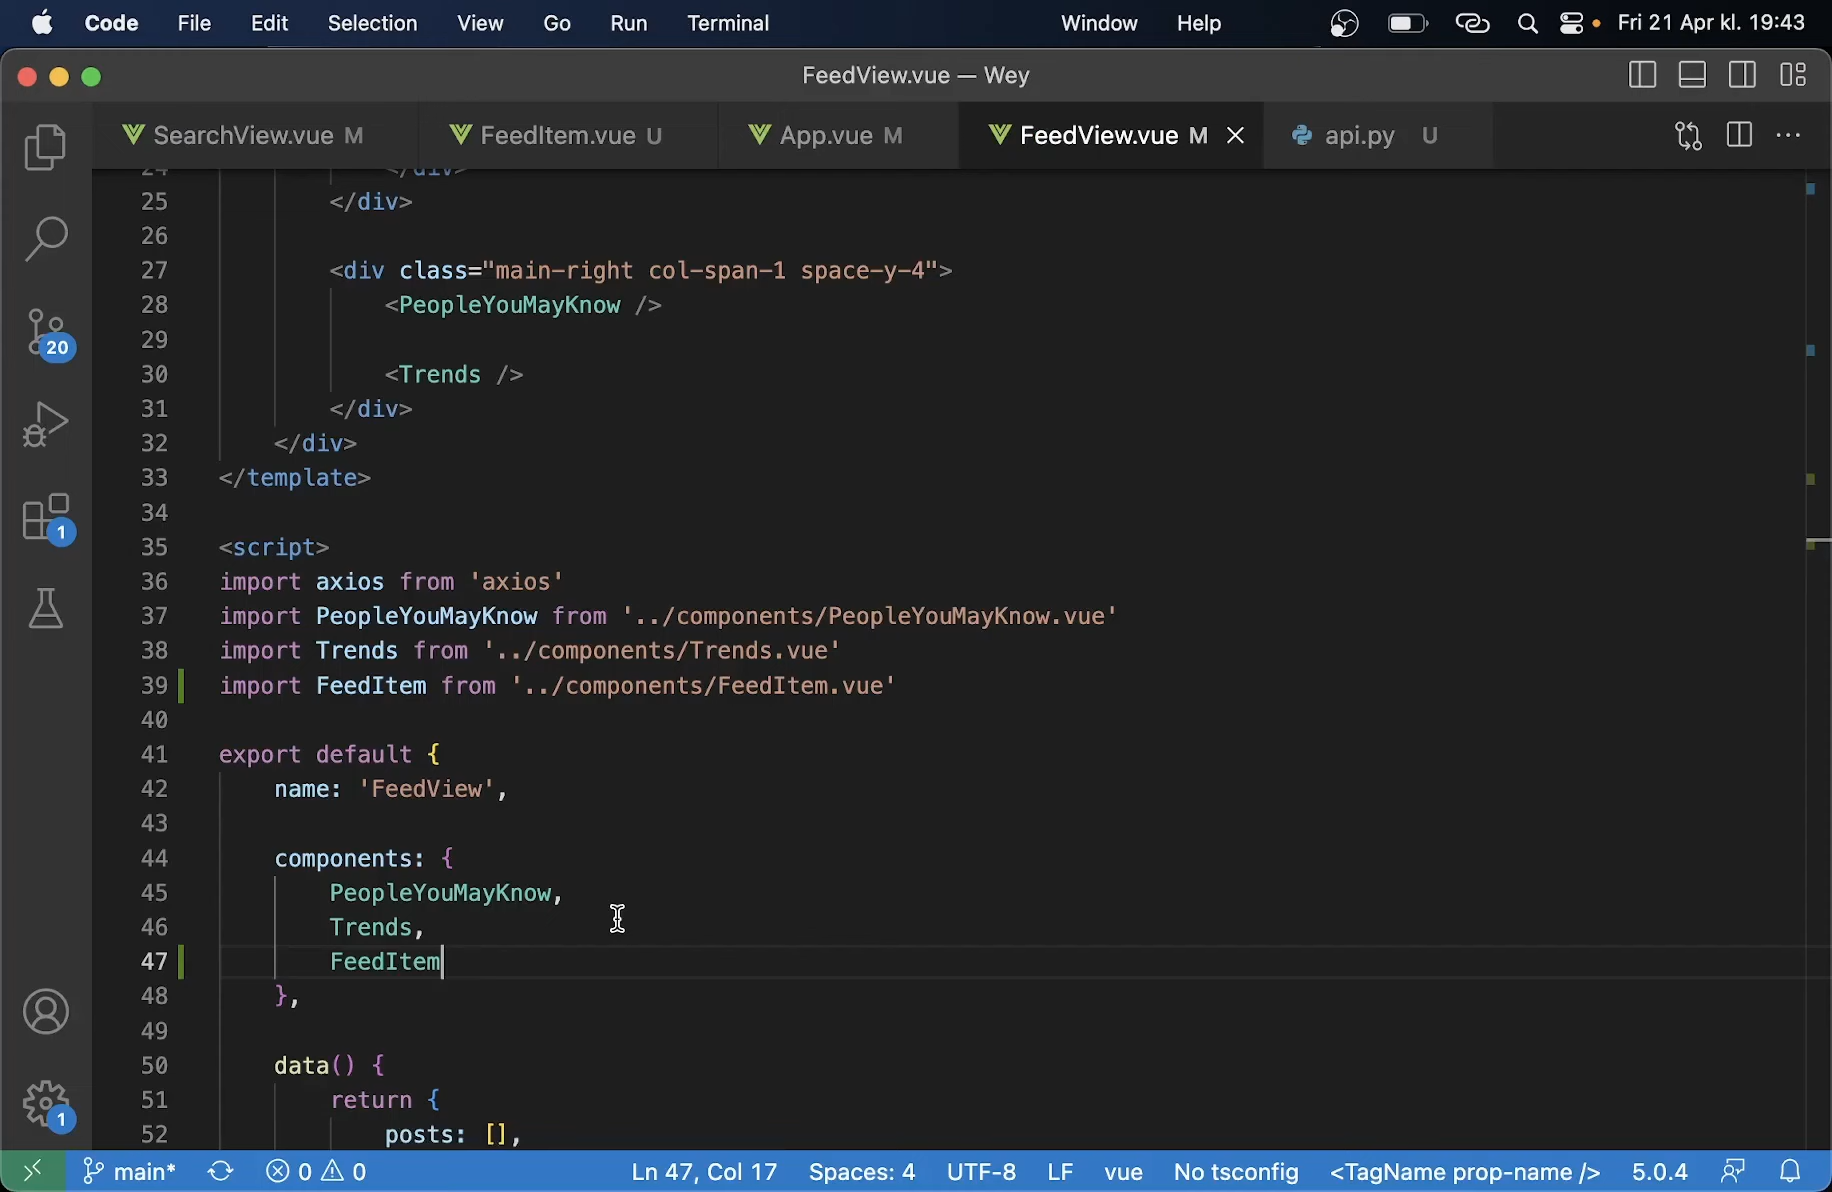 Code File Edit Selection View Go Run Terminal Window Help Fri 21 Apr kl. 19:43
FeedView.vue — Wey
SearchView.vue M FeedItem.vue U App.vue M FeedView.vue M api.py U
24 </div>
25 </div>
26
27 <div class="main-right col-span-1 space-y-4">
28 <PeopleYouMayKnow />
29
30 <Trends />
31 </div>
32 </div>
33 </template>
34
35 <script>
36 import axios from 'axios'
37 import PeopleYouMayKnow from '../components/PeopleYouMayKnow.vue'
38 import Trends from '../components/Trends.vue'
39 import FeedItem from '../components/FeedItem.vue'
40
41 export default {
42 name: 'FeedView',
43
44 components: {
45 PeopleYouMayKnow,
46 Trends,
47 FeedItem
48 },
49
50 data() {
51 return {
52 posts: [],
20
1
1
main* 0 0 Ln 47, Col 17 Spaces: 4 UTF-8 LF vue No tsconfig <TagName prop-name /> 5.0.4